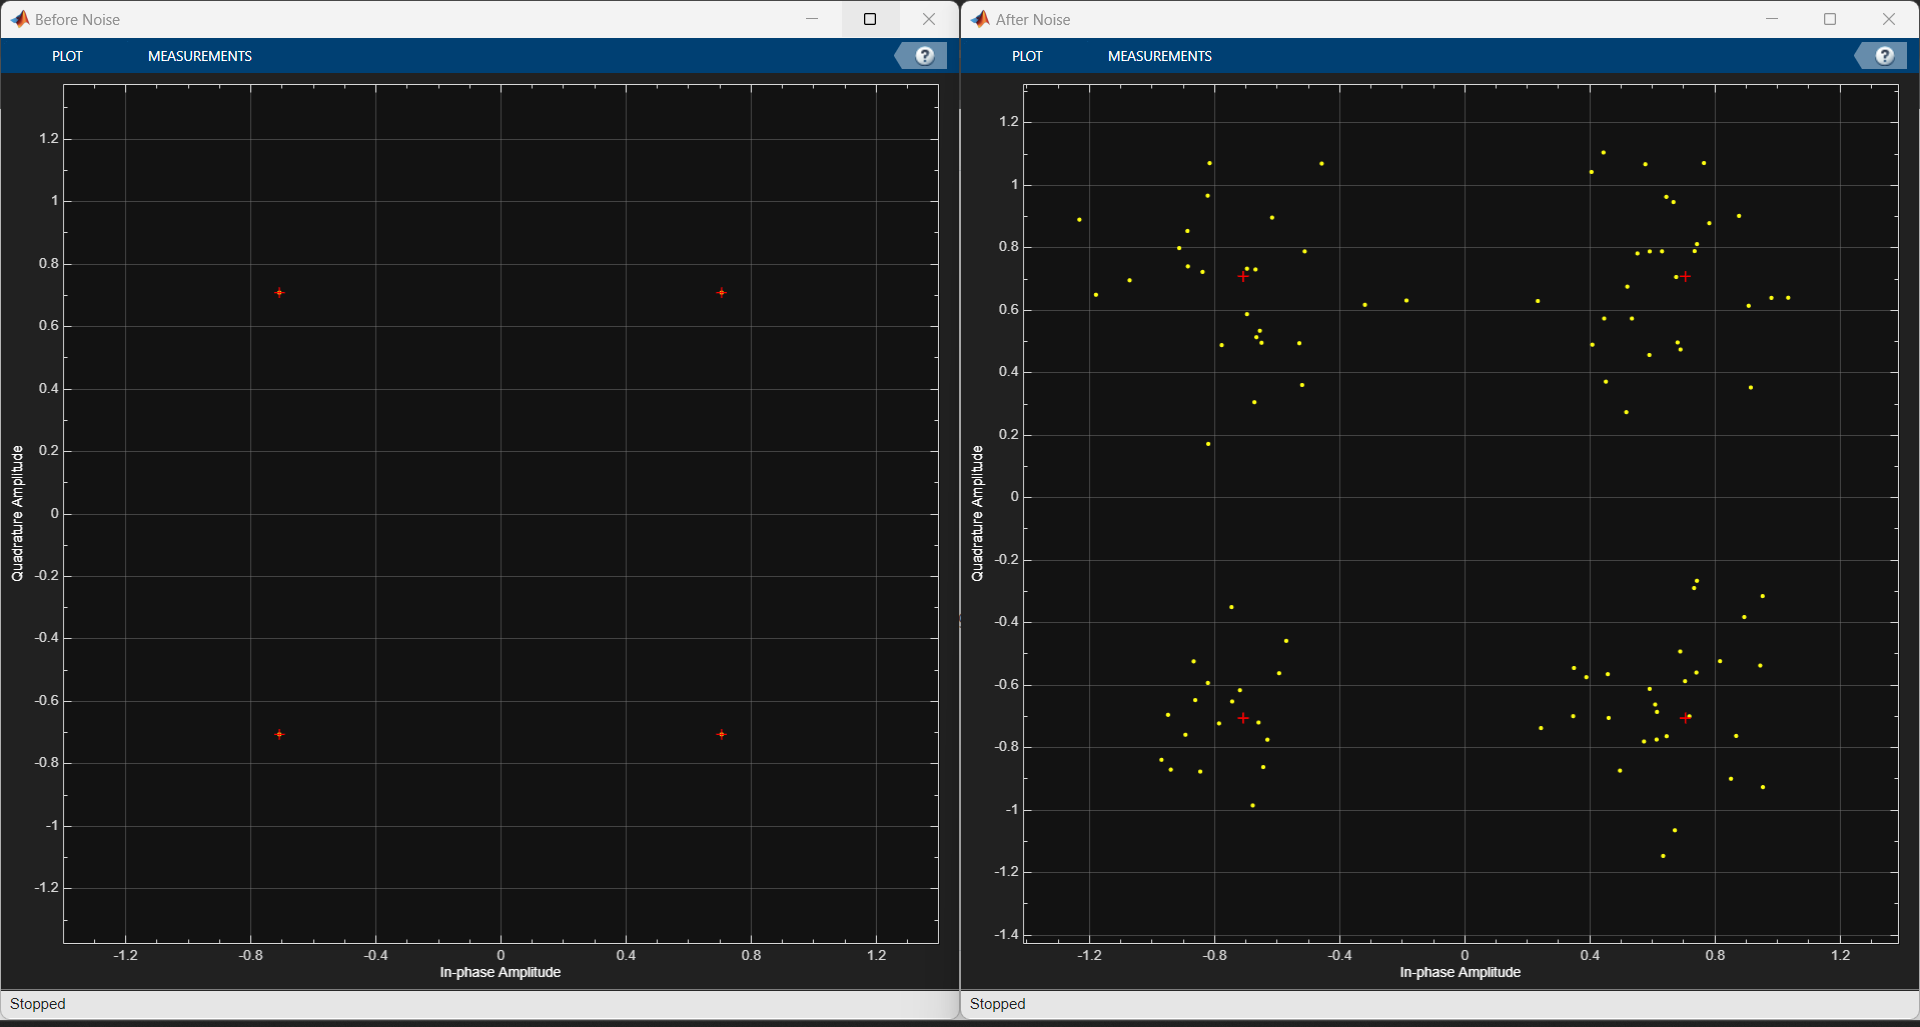 Before Noise
PLOT MEASUREMENTS ?
1.2
1
0.8
0.6
0.4
0.2
0
-0.2
-0.4
-0.6
-0.8
-1
-1.2
Quadrature Amplitude
-1.2 -0.8 -0.4 0 0.4 0.8 1.2
In-phase Amplitude
Stopped
After Noise
PLOT MEASUREMENTS ?
1.2
1
0.8
0.6
0.4
0.2
0
-0.2
-0.4
-0.6
-0.8
-1
-1.2
-1.4
Quadrature Amplitude
-1.2 -0.8 -0.4 0 0.4 0.8 1.2
In-phase Amplitude
Stopped